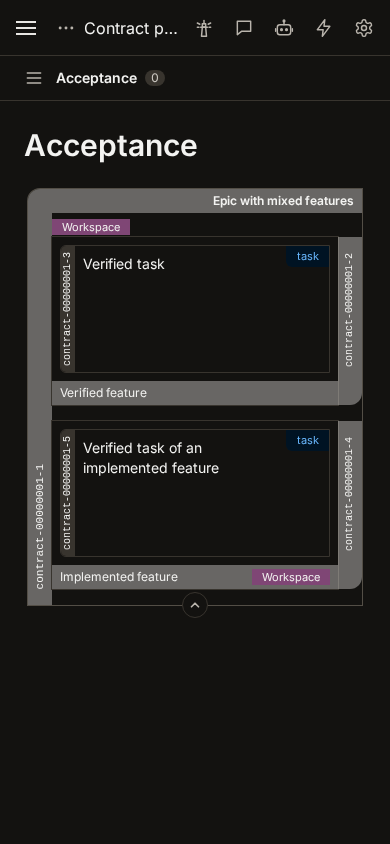 Contract p...
Acceptance 0
Acceptance
Epic with mixed features
Workspace
contract-00000001-3
Verified task
task
contract-00000001-2
Verified feature
contract-00000001-5
Verified task of an
implemented feature
task
contract-00000001-4
contract-00000001-1
Implemented feature
Workspace